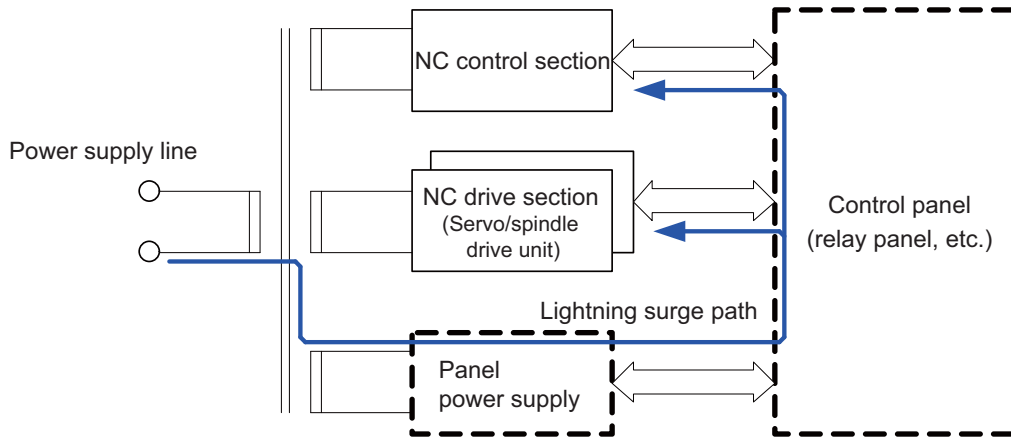 NC control section
Power supply line
NC drive section
(Servo/spindle
drive unit)
Control panel
(relay panel, etc.)
Lightning surge path
Panel
power supply